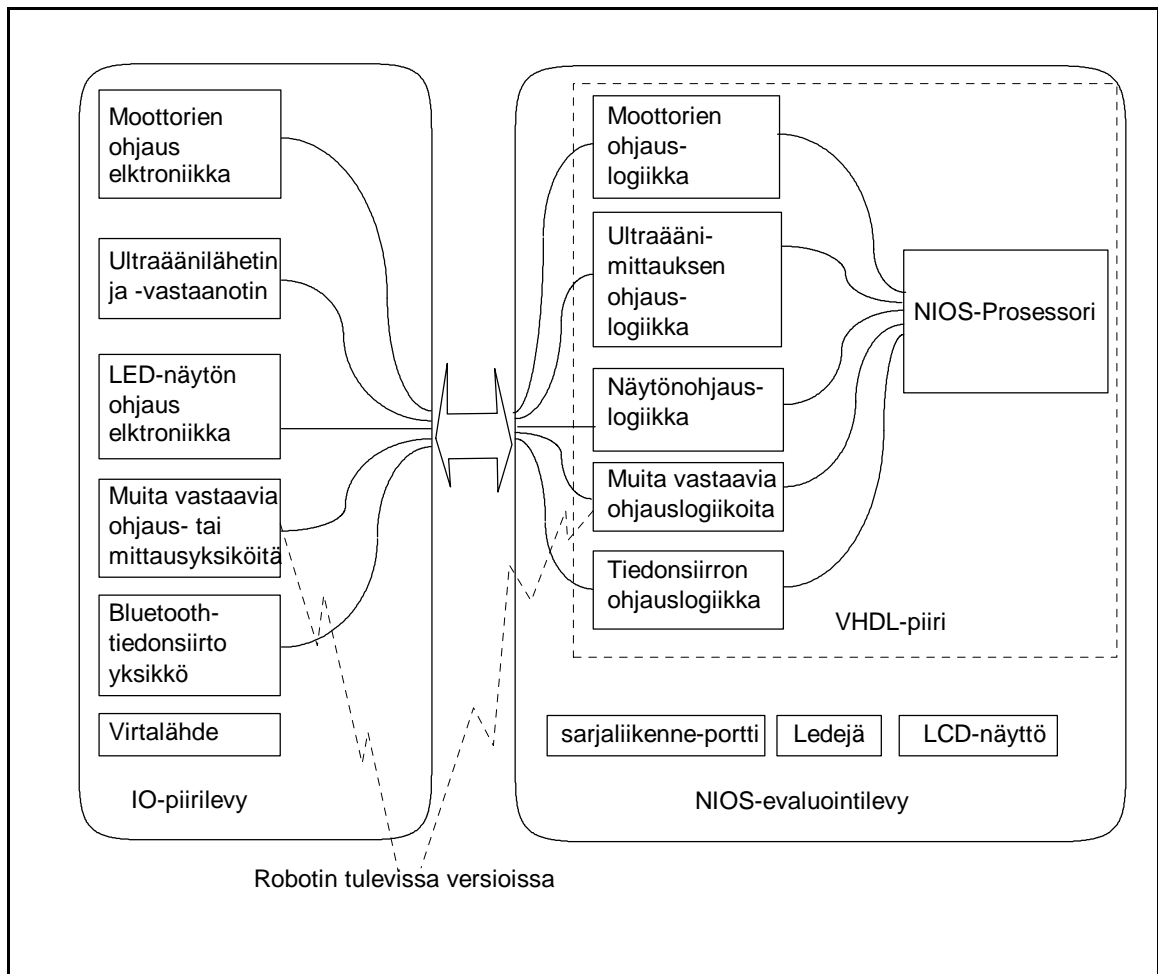 Moottorien
ohjaus
elktroniikka
Ultraäänilähetin
ja -vastaanotin
LED-näytön
ohjaus
elktroniikka
Muita vastaavia
ohjaus- tai
mittausyksiköitä
Bluetooth-
tiedonsiirto
yksikkö
Virtalähde
IO-piirilevy
Moottorien
ohjaus-
logiikka
Ultraääni-
mittauksen
ohjaus-
logiikka
Näytönohjaus-
logiikka
Muita vastaavia
ohjauslogiikoita
Tiedonsiirron
ohjauslogiikka
NIOS-Prosessori
VHDL-piiri
sarjaliikenne-portti
Ledejä
LCD-näyttö
NIOS-evaluointilevy
Robotin tulevissa versioissa